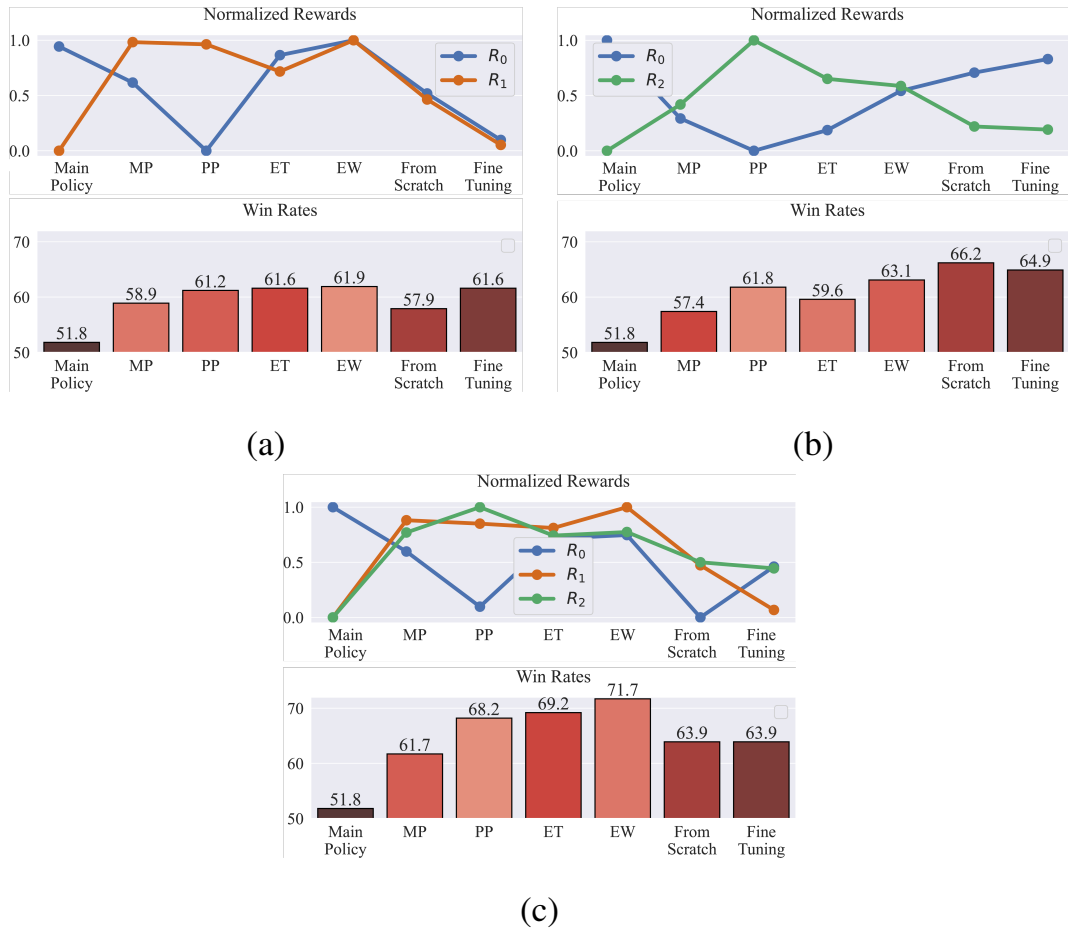 Normalized Rewards
1.0
0.5
0.0
R0
R1
Main Policy MP PP ET EW From Scratch Fine Tuning
Win Rates
70
60
50
51.8 58.9 61.2 61.6 61.9 57.9 61.6
Main Policy MP PP ET EW From Scratch Fine Tuning
(a)
Normalized Rewards
1.0
0.5
0.0
R0
R2
Main Policy MP PP ET EW From Scratch Fine Tuning
Win Rates
70
60
50
51.8 57.4 61.8 59.6 63.1 66.2 64.9
Main Policy MP PP ET EW From Scratch Fine Tuning
(b)
Normalized Rewards
1.0
0.5
0.0
R0
R1
R2
Main Policy MP PP ET EW From Scratch Fine Tuning
Win Rates
70
60
50
51.8 61.7 68.2 69.2 71.7 63.9 63.9
Main Policy MP PP ET EW From Scratch Fine Tuning
(c)